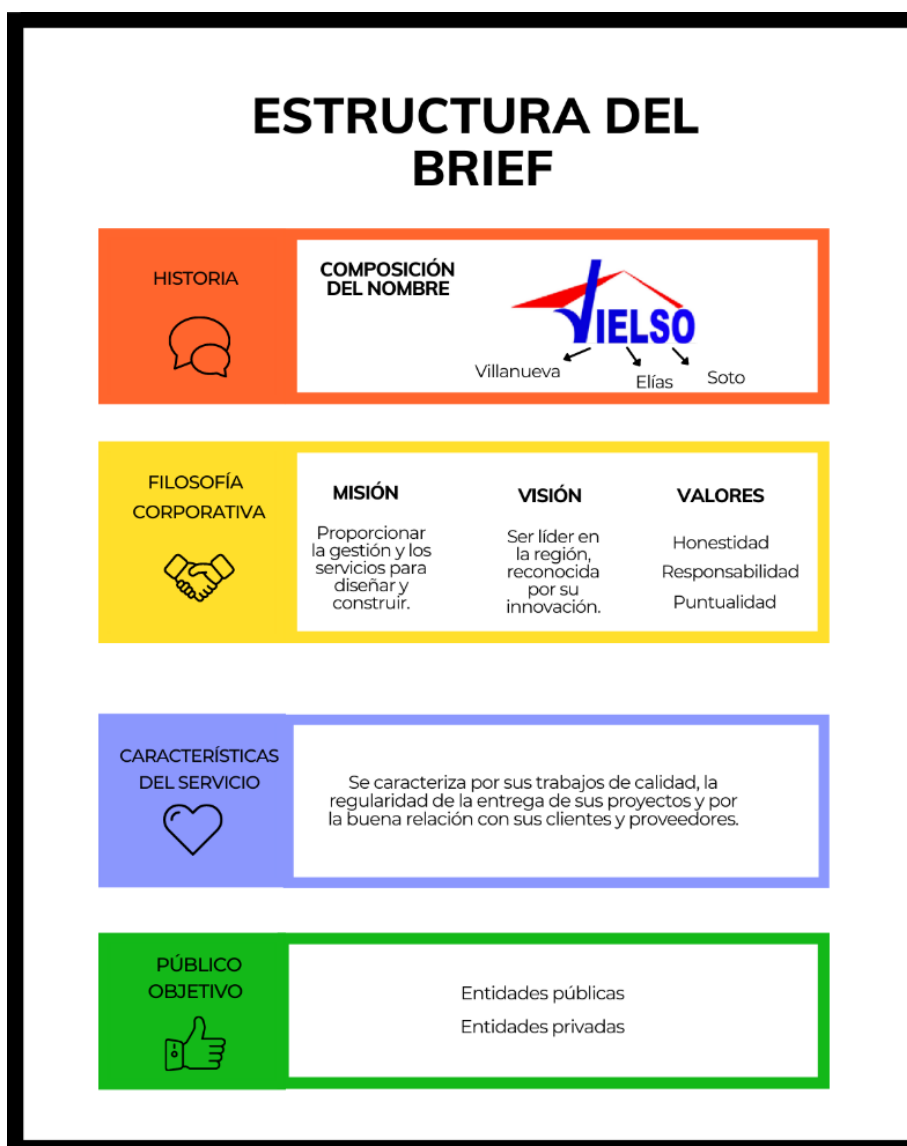 ESTRUCTURA DEL
BRIEF
HISTORIA
COMPOSICIÓN
DEL NOMBRE
VIELSO
Villanueva
Elías
Soto
FILOSOFÍA
CORPORATIVA
MISIÓN
Proporcionar
la gestión y los
servicios para
diseñar y
construir.
VISIÓN
Ser líder en
la región,
reconocida
por su
innovación.
VALORES
Honestidad
Responsabilidad
Puntualidad
CARACTERÍSTICAS
DEL SERVICIO
Se caracteriza por sus trabajos de calidad, la
regularidad de la entrega de sus proyectos y por
la buena relación con sus clientes y proveedores.
PÚBLICO
OBJETIVO
Entidades públicas
Entidades privadas